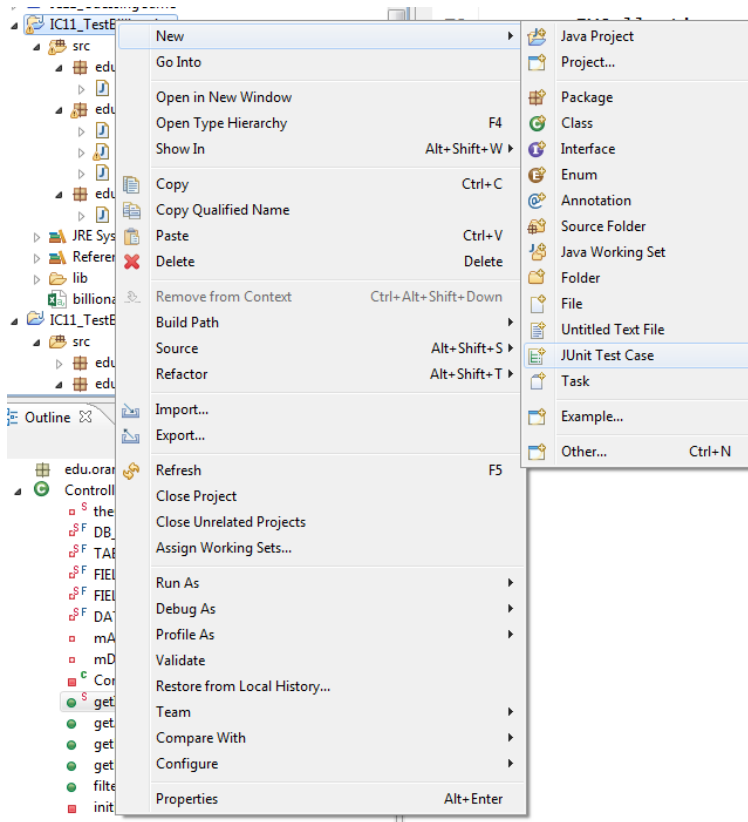 IC11_TestB
src
edu
edu
edu
JRE Sys
Referen
lib
billiona
IC11_TestB
src
edu
edu
Outline
edu.oran
Controll
S the
S F DB_
S F TAB
S F FIEL
S F FIEL
S F DAT
mA
mD
C Con
S get
get
get
get
filte
init
New
Go Into
Open in New Window
Open Type Hierarchy F4
Show In Alt+Shift+W
Copy Ctrl+C
Copy Qualified Name
Paste Ctrl+V
Delete Delete
Remove from Context Ctrl+Alt+Shift+Down
Build Path
Source Alt+Shift+S
Refactor Alt+Shift+T
Import...
Export...
Refresh F5
Close Project
Close Unrelated Projects
Assign Working Sets...
Run As
Debug As
Profile As
Validate
Restore from Local History...
Team
Compare With
Configure
Properties Alt+Enter
Java Project
Project...
Package
Class
Interface
Enum
Annotation
Source Folder
Java Working Set
Folder
File
Untitled Text File
JUnit Test Case
Task
Example...
Other... Ctrl+N